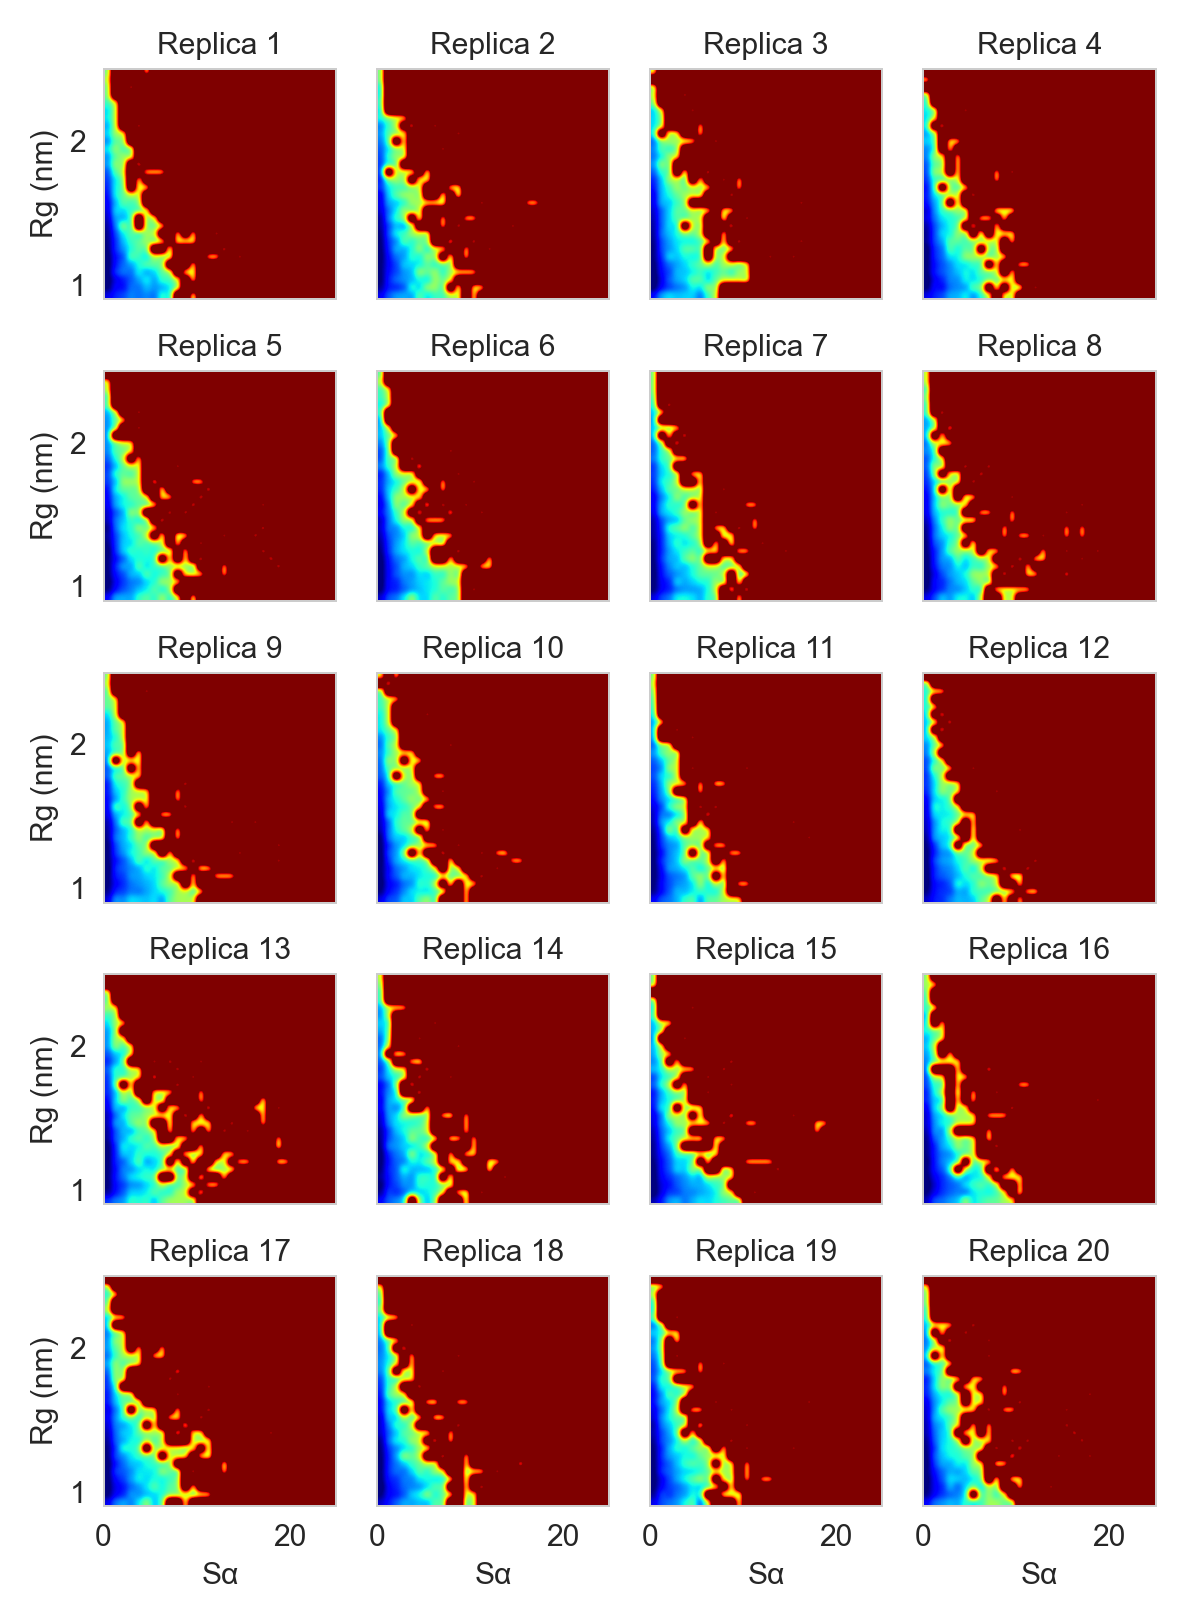 Replica 1 Replica 2 Replica 3 Replica 4
Rg (nm)
2
1
Replica 5 Replica 6 Replica 7 Replica 8
Rg (nm)
2
1
Replica 9 Replica 10 Replica 11 Replica 12
Rg (nm)
2
1
Replica 13 Replica 14 Replica 15 Replica 16
Rg (nm)
2
1
Replica 17 Replica 18 Replica 19 Replica 20
Rg (nm)
2
1
0 20 0 20 0 20 0 20
Sα Sα Sα Sα